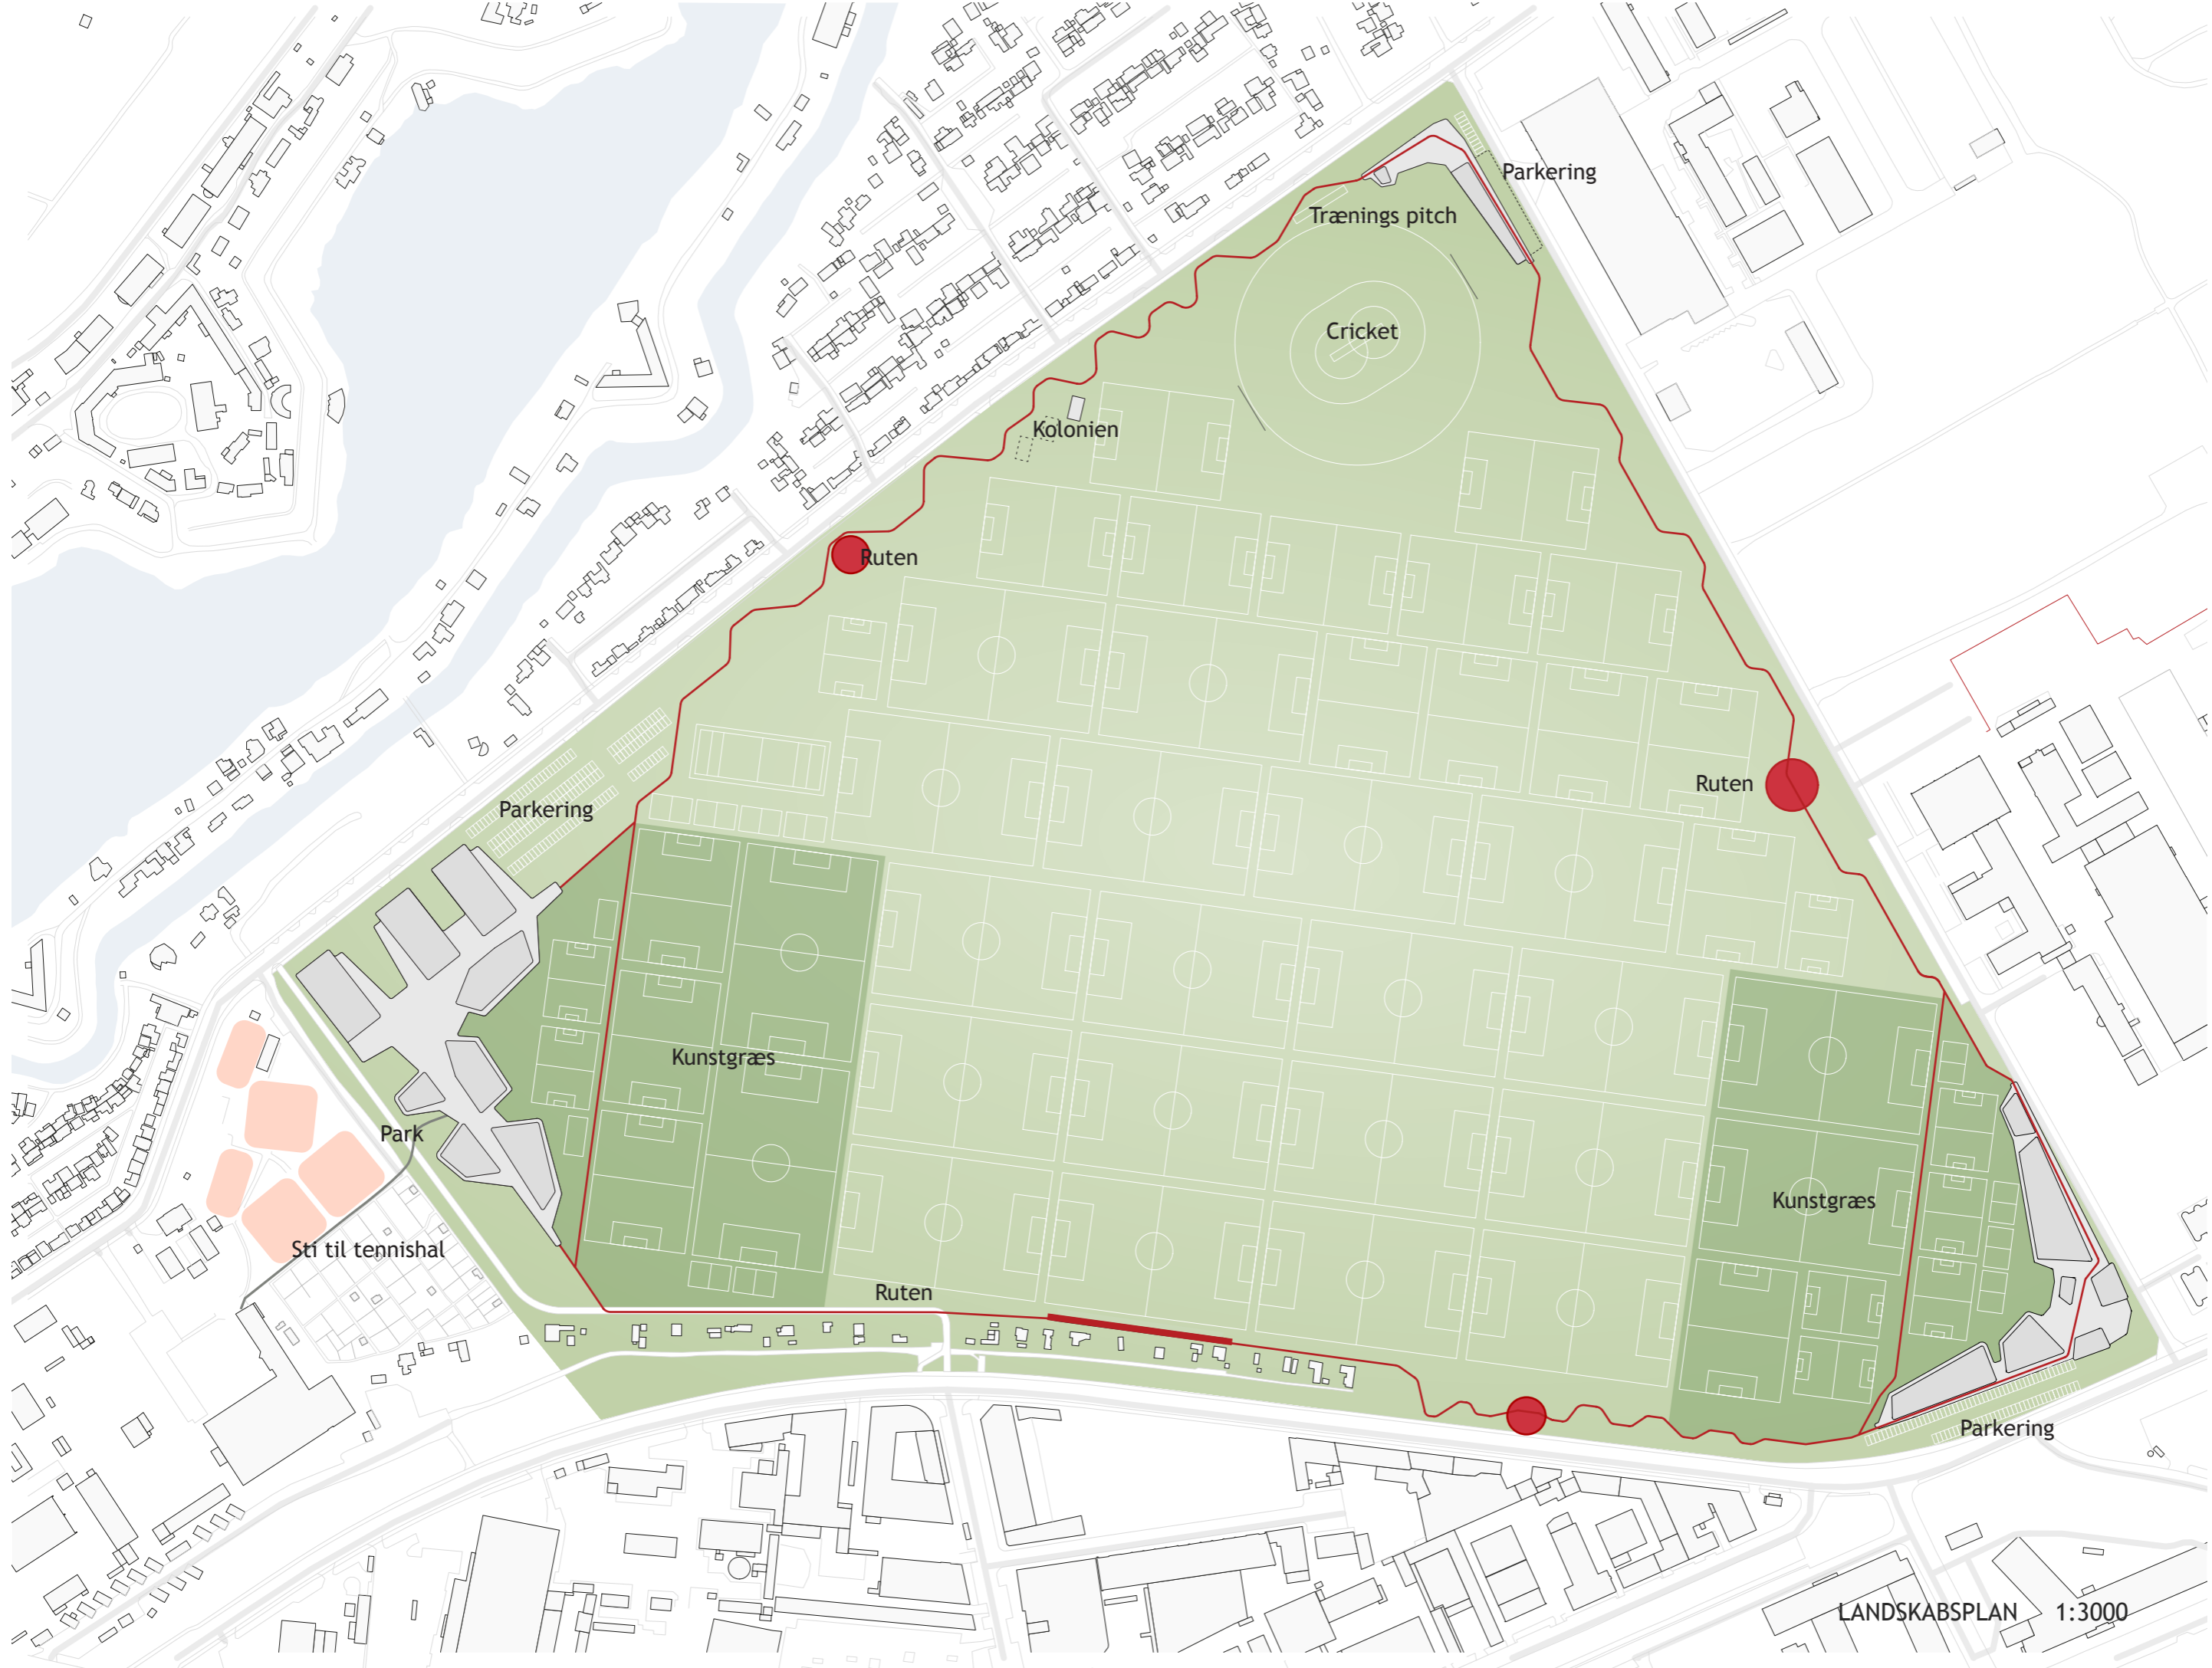 Parkering
Trænings pitch
Cricket
Kolonien
Ruten
Ruten
Parkering
Kunstgræs
Park
Kunstgræs
Sti til tennishal
Ruten
Parkering
LANDSKABSPLAN 1:3000